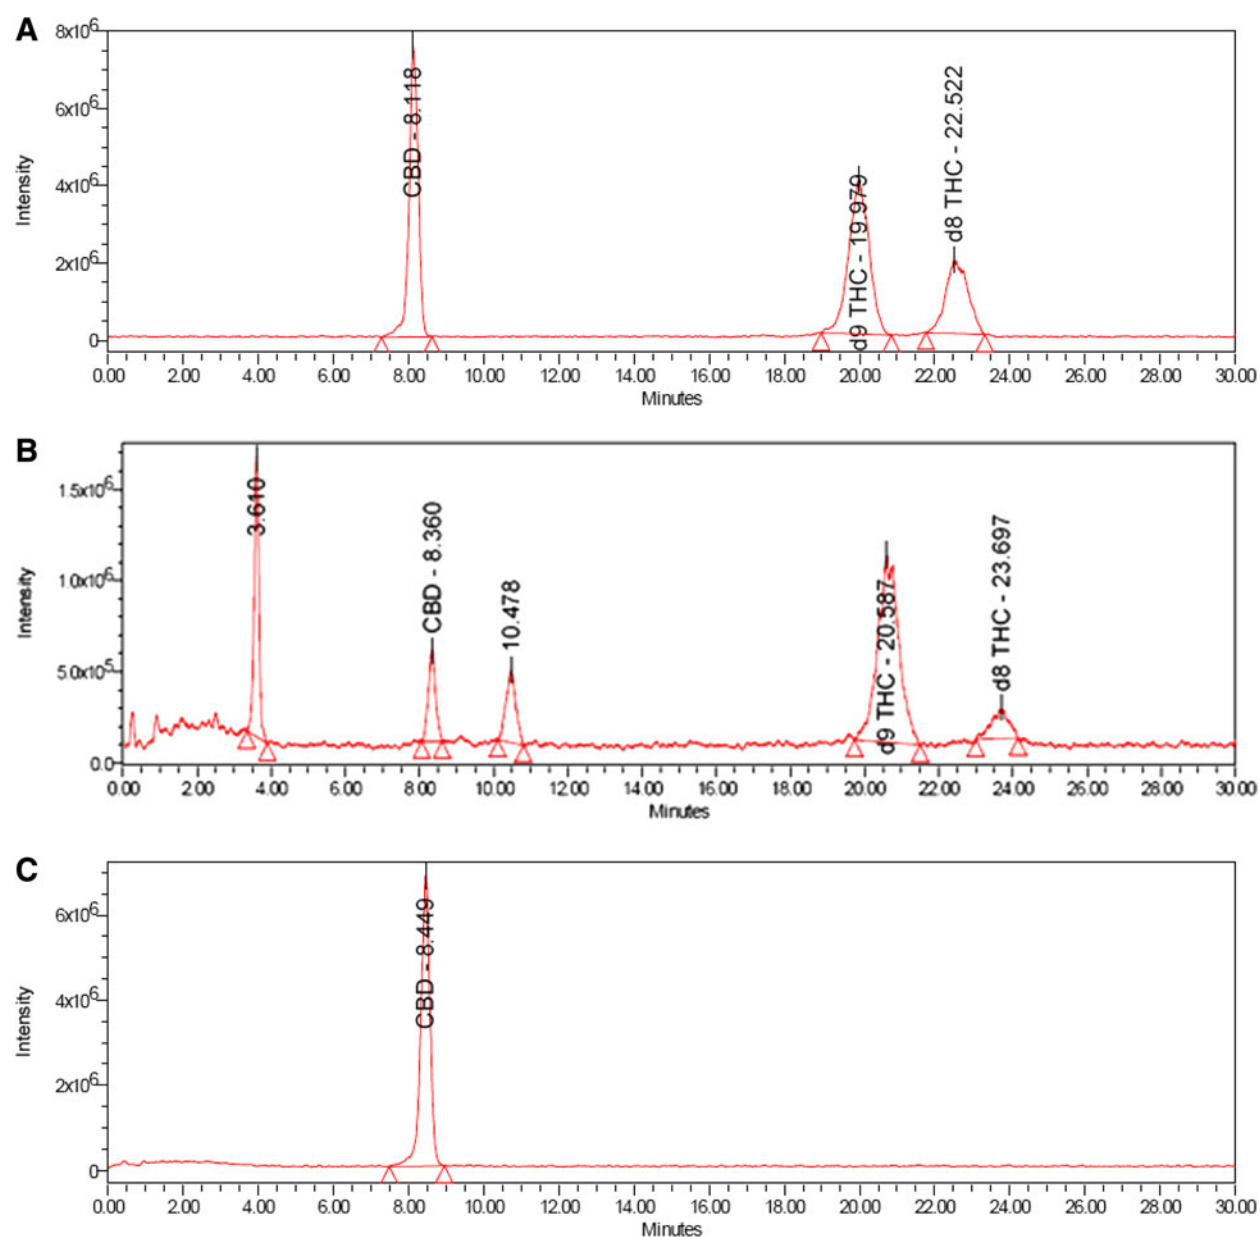 A
8x10^6
6x10^6
4x10^6
2x10^6
0
Intensity
CBD - 8.118
d9 THC - 19.979
d8 THC - 22.522
0.00 2.00 4.00 6.00 8.00 10.00 12.00 14.00 16.00 18.00 20.00 22.00 24.00 26.00 28.00 30.00
Minutes
B
1.5x10^6
1.0x10^6
5.0x10^5
0.0
Intensity
3.610
CBD - 8.360
10.478
d9 THC - 20.587
d8 THC - 23.697
0.00 2.00 4.00 6.00 8.00 10.00 12.00 14.00 16.00 18.00 20.00 22.00 24.00 26.00 28.00 30.00
Minutes
C
6x10^6
4x10^6
2x10^6
0
Intensity
CBD - 8.449
0.00 2.00 4.00 6.00 8.00 10.00 12.00 14.00 16.00 18.00 20.00 22.00 24.00 26.00 28.00 30.00
Minutes